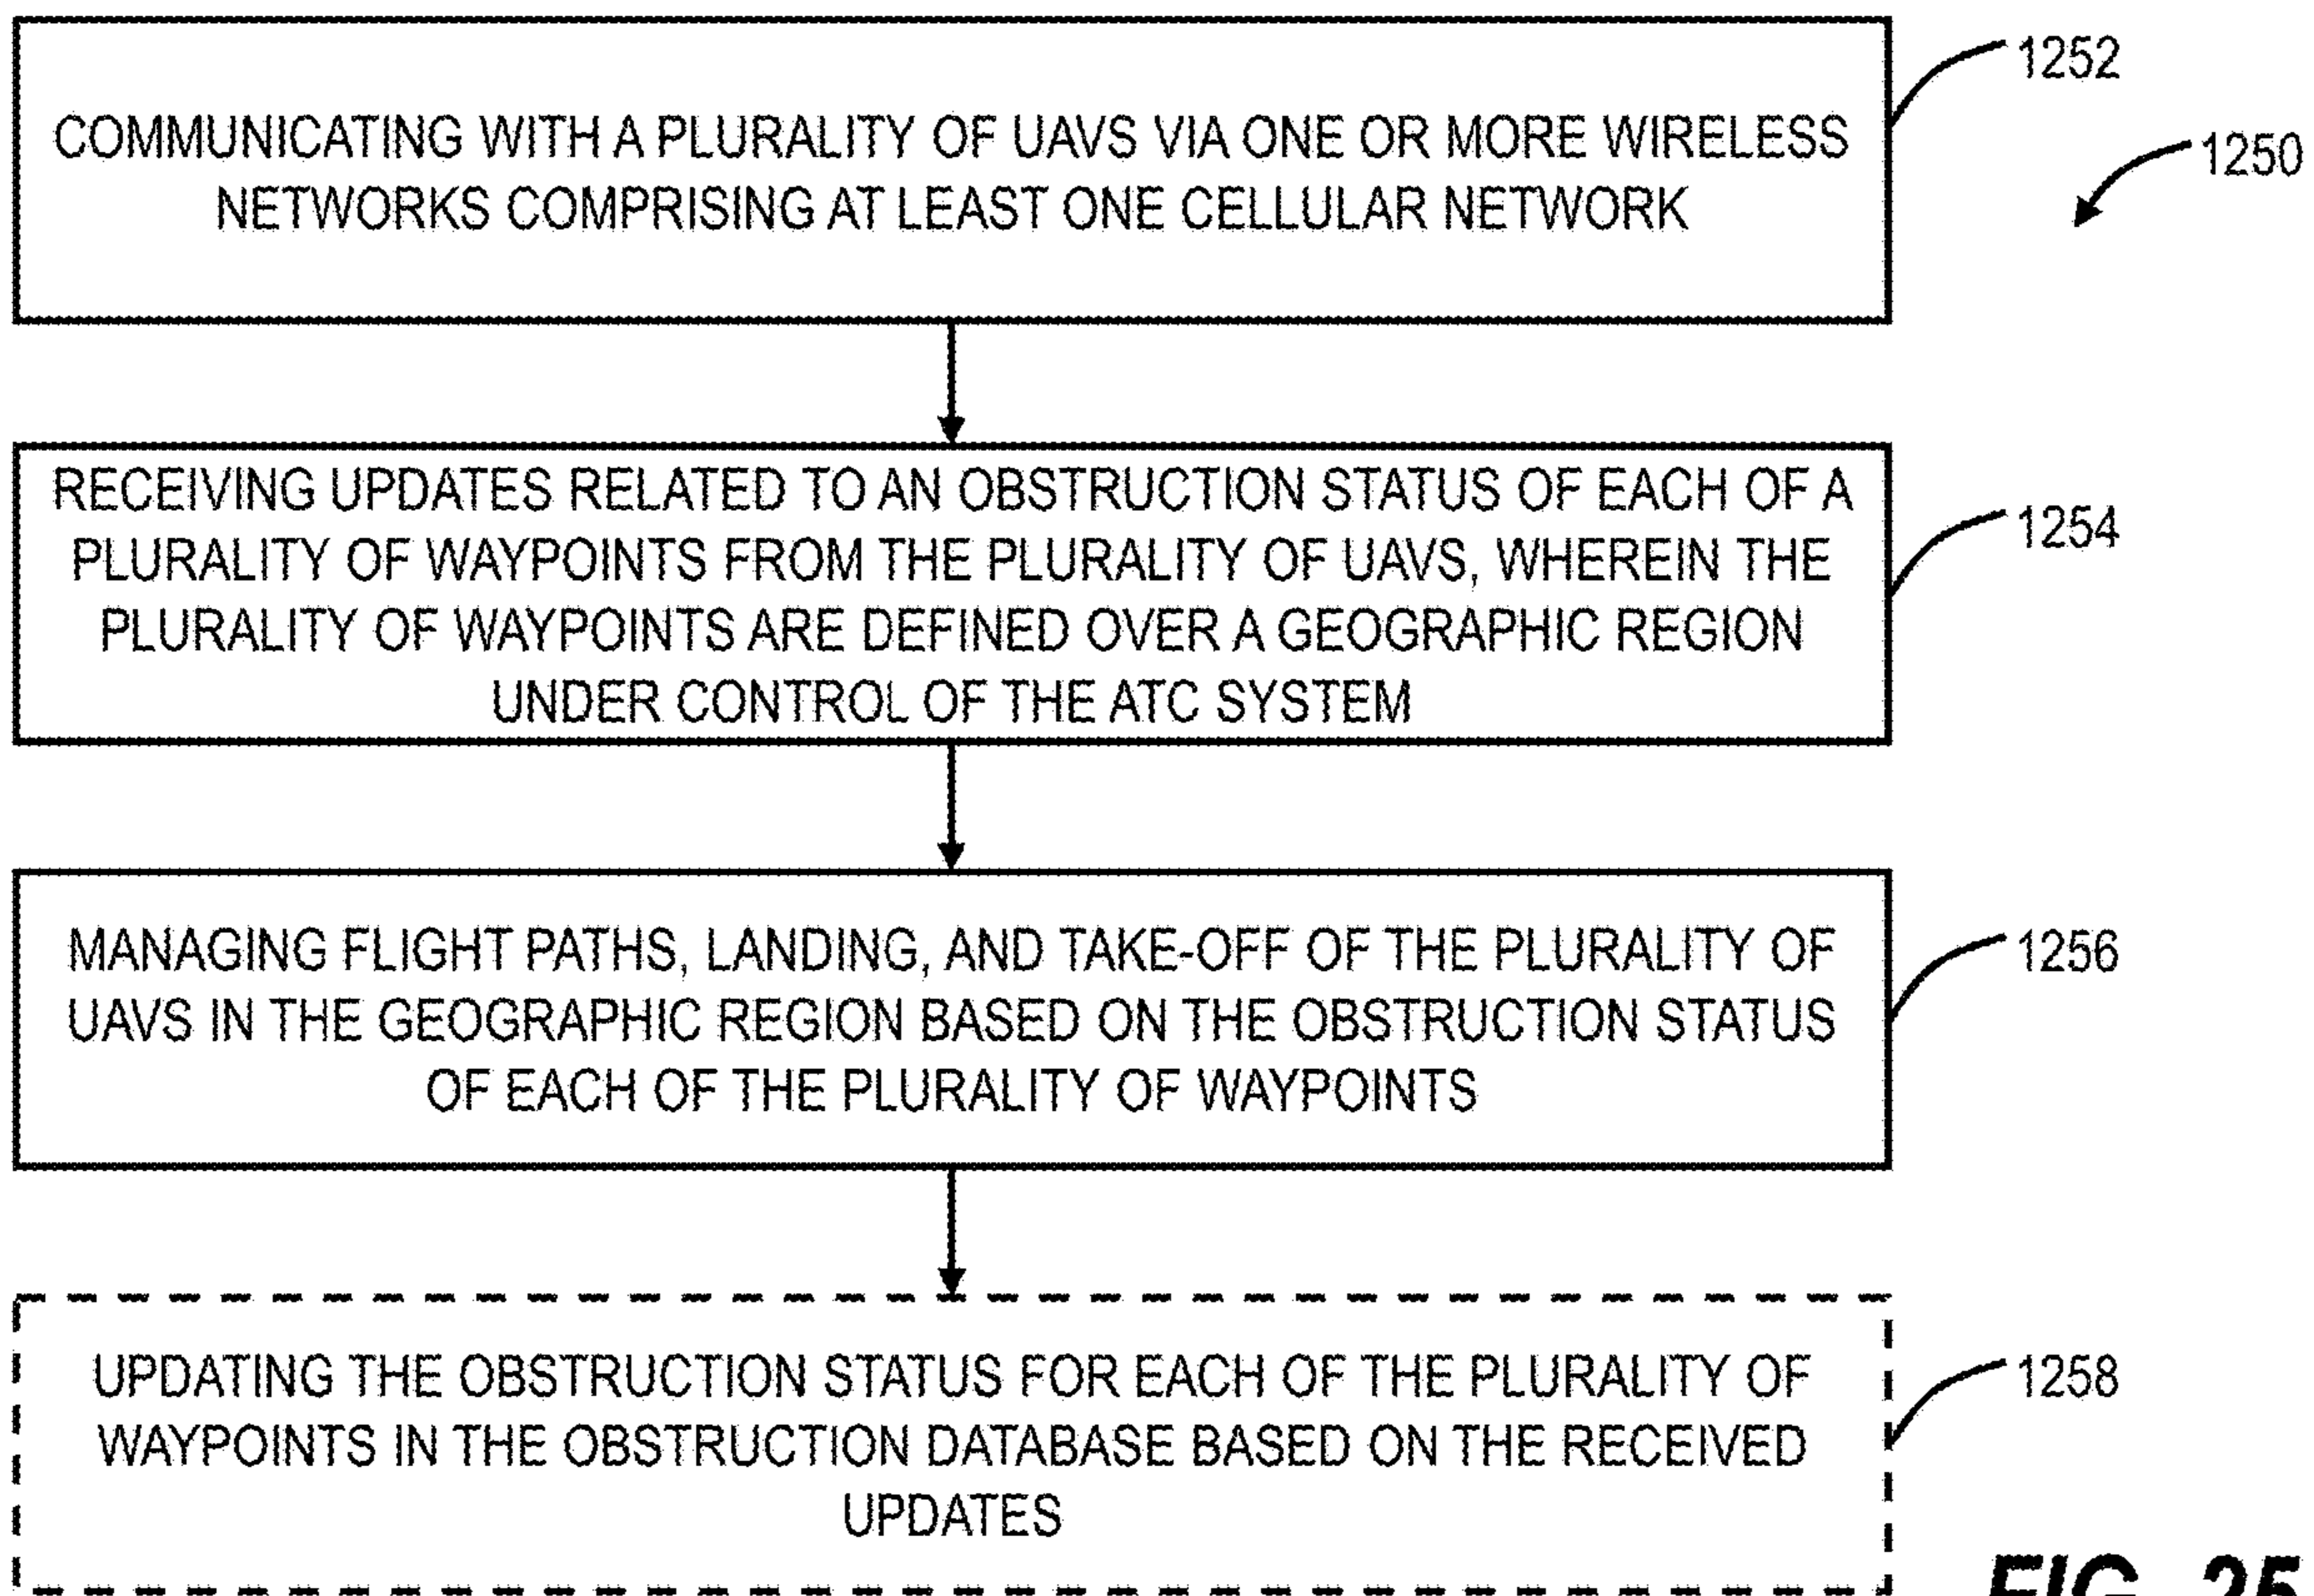 COMMUNICATING WITH A PLURALITY OF UAVS VIA ONE OR MORE WIRELESS
NETWORKS COMPRISING AT LEAST ONE CELLULAR NETWORK
1252
1250
RECEIVING UPDATES RELATED TO AN OBSTRUCTION STATUS OF EACH OF A
PLURALITY OF WAYPOINTS FROM THE PLURALITY OF UAVS, WHEREIN THE
PLURALITY OF WAYPOINTS ARE DEFINED OVER A GEOGRAPHIC REGION
UNDER CONTROL OF THE ATC SYSTEM
1254
MANAGING FLIGHT PATHS, LANDING, AND TAKE-OFF OF THE PLURALITY OF
UAVS IN THE GEOGRAPHIC REGION BASED ON THE OBSTRUCTION STATUS
OF EACH OF THE PLURALITY OF WAYPOINTS
1256
UPDATING THE OBSTRUCTION STATUS FOR EACH OF THE PLURALITY OF
WAYPOINTS IN THE OBSTRUCTION DATABASE BASED ON THE RECEIVED
UPDATES
1258
FIG. 25